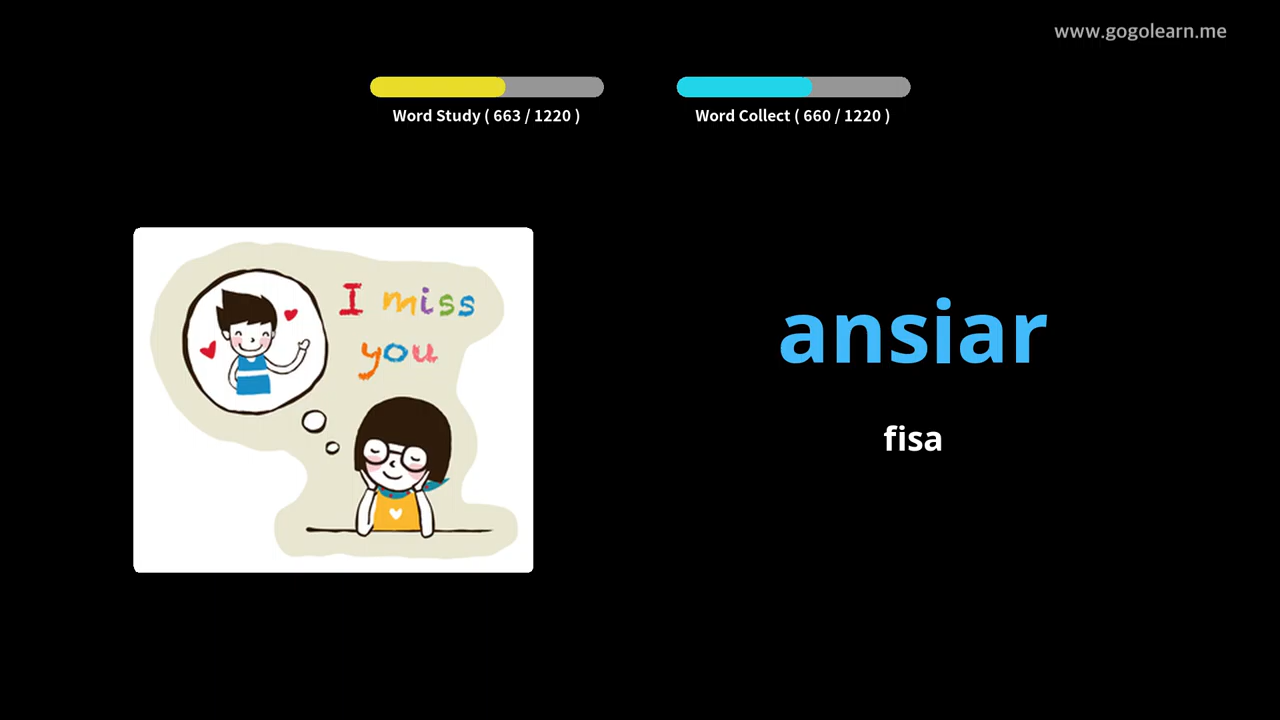 www.gogolearn.me
Word Study ( 663 / 1220 )
Word Collect ( 660 / 1220 )
I miss
you
ansiar
fisa